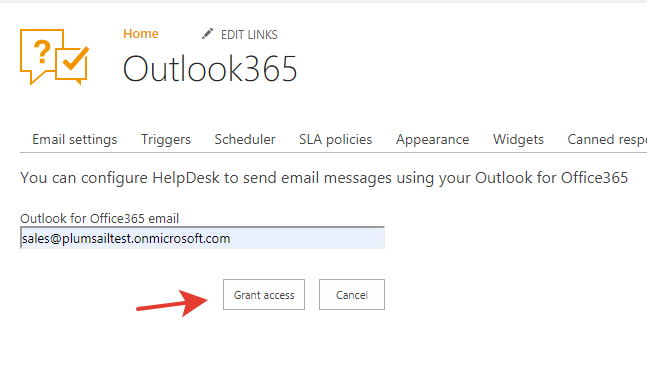 Home EDIT LINKS
Outlook365
Email settings Triggers Scheduler SLA policies Appearance Widgets Canned resp
You can configure HelpDesk to send email messages using your Outlook for Office365
Outlook for Office365 email
sales@plumsailtest.onmicrosoft.com
Grant access Cancel